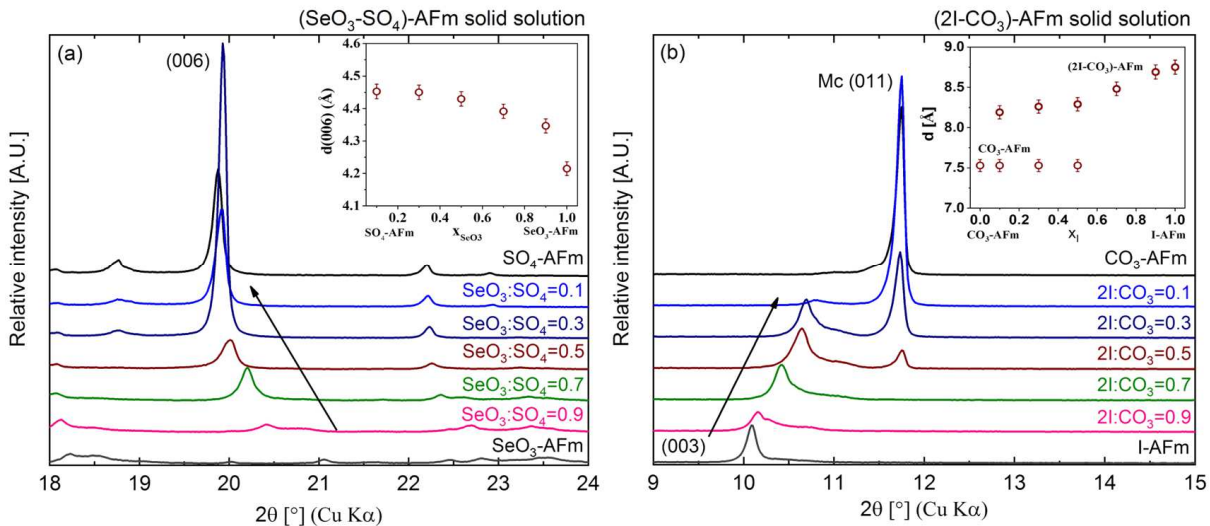 (SeO₃-SO₄)-AFm solid solution
(a)
(006)
Relative intensity [A.U.]
d(006) (Å)
4.6
4.5
4.4
4.3
4.2
4.1
0.2 0.4 0.6 0.8 1.0
SO₄-AFm X_SeO3 SeO₃-AFm
SO₄-AFm
SeO₃:SO₄=0.1
SeO₃:SO₄=0.3
SeO₃:SO₄=0.5
SeO₃:SO₄=0.7
SeO₃:SO₄=0.9
SeO₃-AFm
18 19 20 21 22 23 24
2θ [°] (Cu Kα)
(2I-CO₃)-AFm solid solution
(b)
Mc (011)
Relative intensity [A.U.]
d [Å]
9.0
8.5
8.0
7.5
7.0
(2I-CO₃)-AFm
CO₃-AFm
0.0 0.2 0.4 0.6 0.8 1.0
CO₃-AFm X_I I-AFm
CO₃-AFm
2I:CO₃=0.1
2I:CO₃=0.3
2I:CO₃=0.5
2I:CO₃=0.7
2I:CO₃=0.9
(003)
I-AFm
9 10 11 12 13 14 15
2θ [°] (Cu Kα)